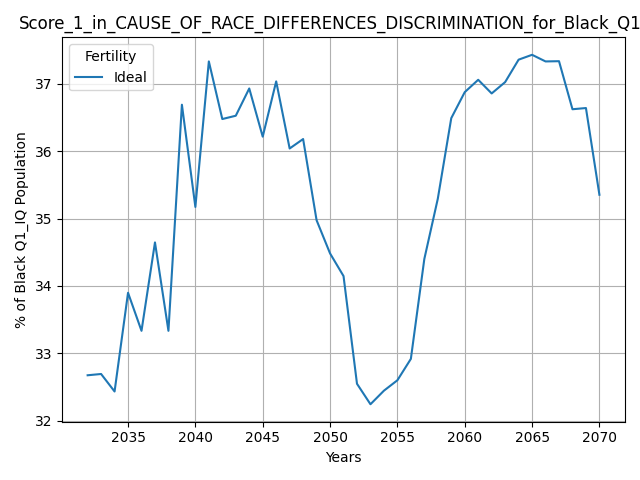 Score_1_in_CAUSE_OF_RACE_DIFFERENCES_DISCRIMINATION_for_Black_Q1
Fertility
Ideal
% of Black Q1_IQ Population
37
36
35
34
33
32
2035 2040 2045 2050 2055 2060 2065 2070
Years